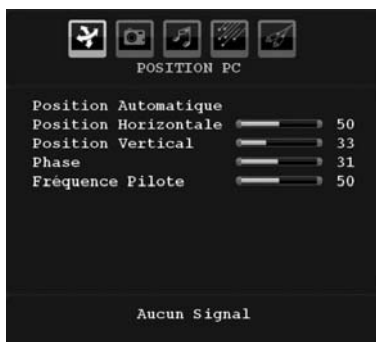 POSITION PC
Position Automatique
Position Horizontale 50
Position Vertical 33
Phase 31
Fréquence Pilote 50
Aucun Signal